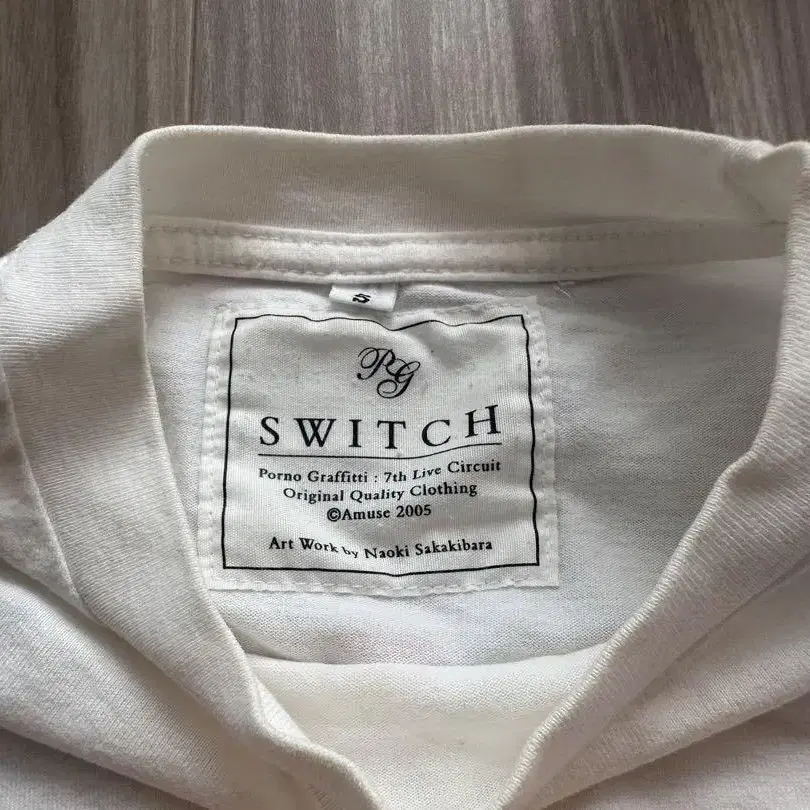 S
PG
SWITCH
Porno Graffitti : 7th Live Circuit
Original Quality Clothing
©Amuse 2005
Art Work by Naoki Sakakibara